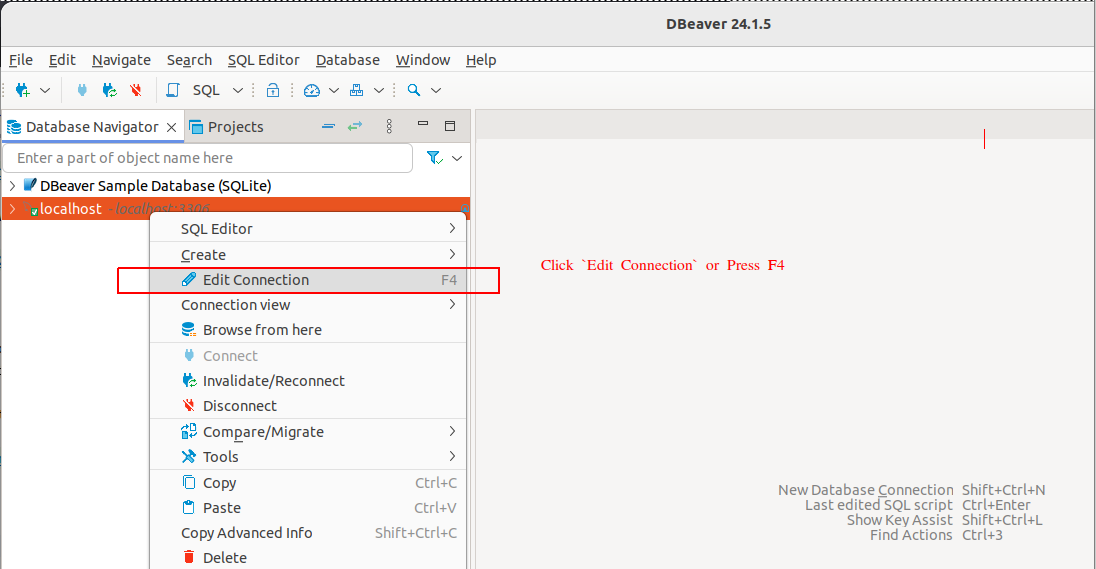 DBeaver 24.1.5
File Edit Navigate Search SQL Editor Database Window Help
SQL
Database Navigator Projects
Enter a part of object name here
DBeaver Sample Database (SQLite)
localhost - localhost:3306
SQL Editor
Create
Edit Connection F4
Click `Edit Connection` or Press F4
Connection view
Browse from here
Connect
Invalidate/Reconnect
Disconnect
Compare/Migrate
Tools
Copy Ctrl+C
Paste Ctrl+V
Copy Advanced Info Shift+Ctrl+C
Delete
New Database Connection Shift+Ctrl+N
Last edited SQL script Ctrl+Enter
Show Key Assist Shift+Ctrl+L
Find Actions Ctrl+3